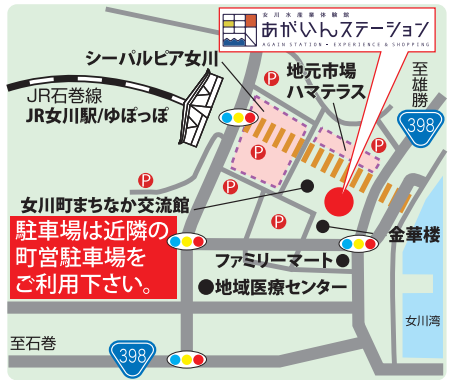 女川水産業体験館
あがいんステーション
AGAIN STATION・EXPERIENCE & SHOPPING
シーパルピア女川
地元市場
ハマテラス
至雄勝
398
JR石巻線
JR女川駅/ゆぽっぽ
P
P
P
P
P
P
女川町まちなか交流館
金華楼
駐車場は近隣の
町営駐車場を
ご利用下さい。
ファミリーマート
地域医療センター
女川湾
至石巻
398